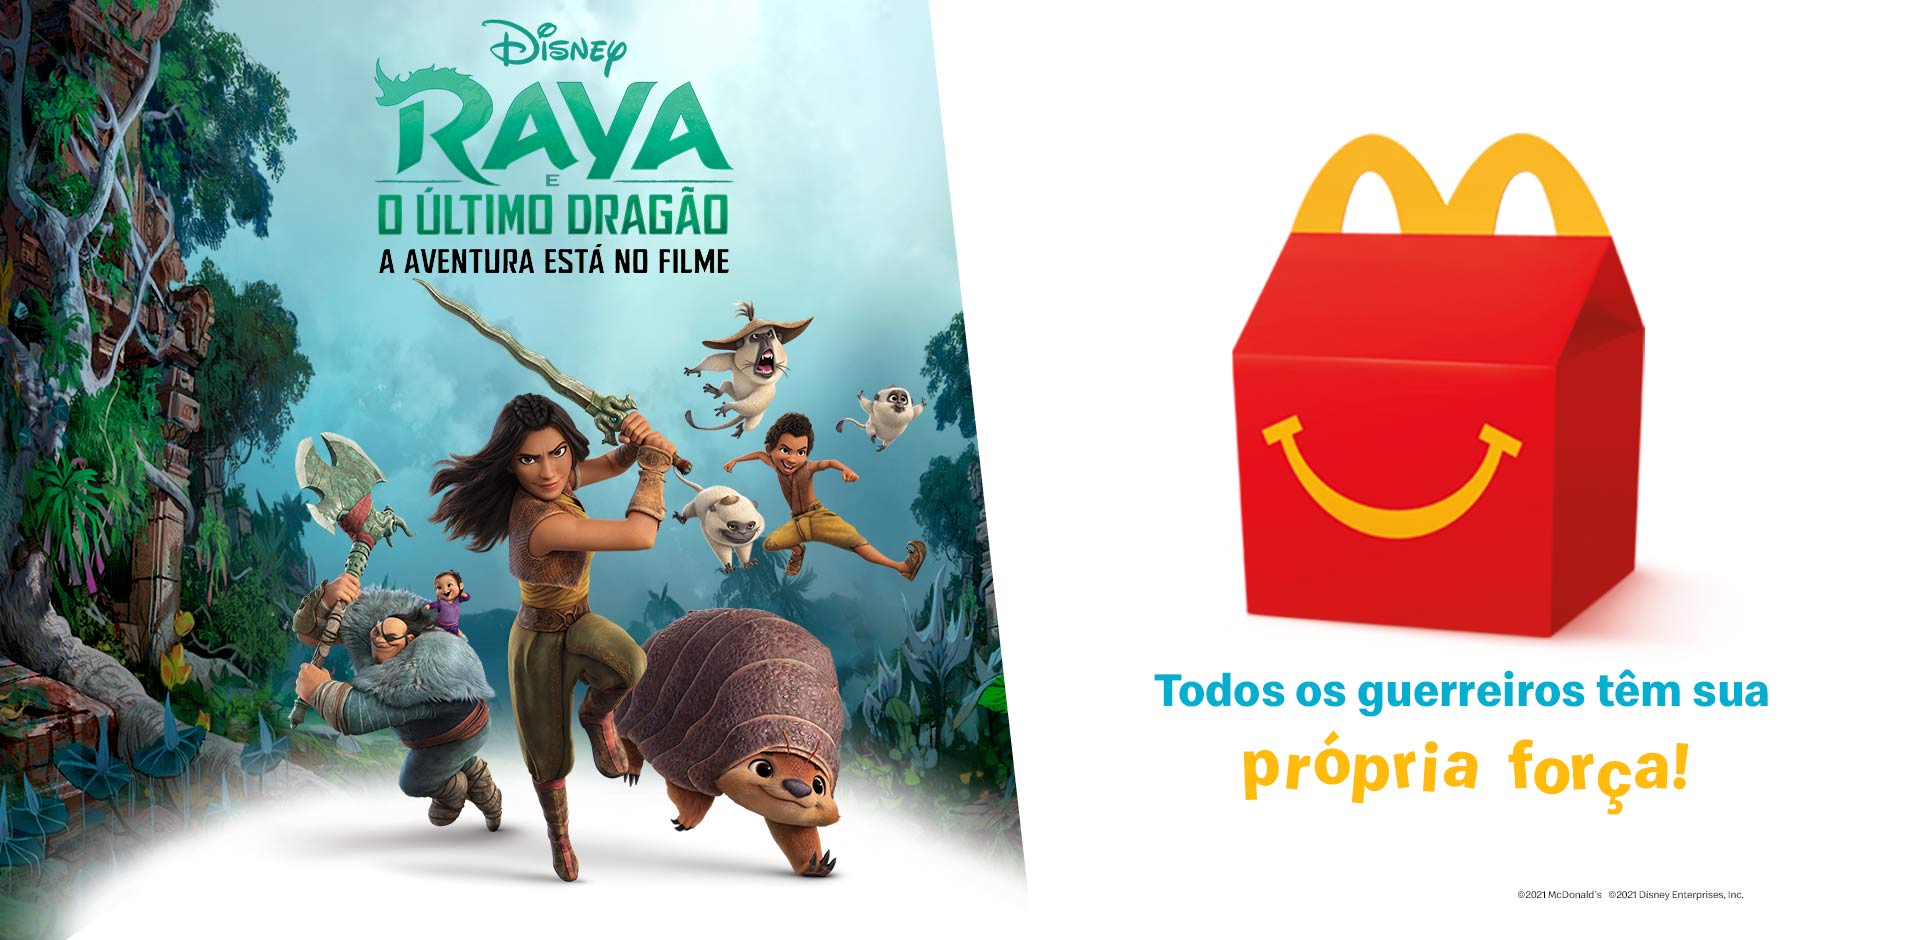 Disney
RAYA
E
O ÚLTIMO DRAGÃO
A AVENTURA ESTÁ NO FILME
Todos os guerreiros têm sua
própria força!
©2021 McDonald's ©2021 Disney Enterprises, Inc.